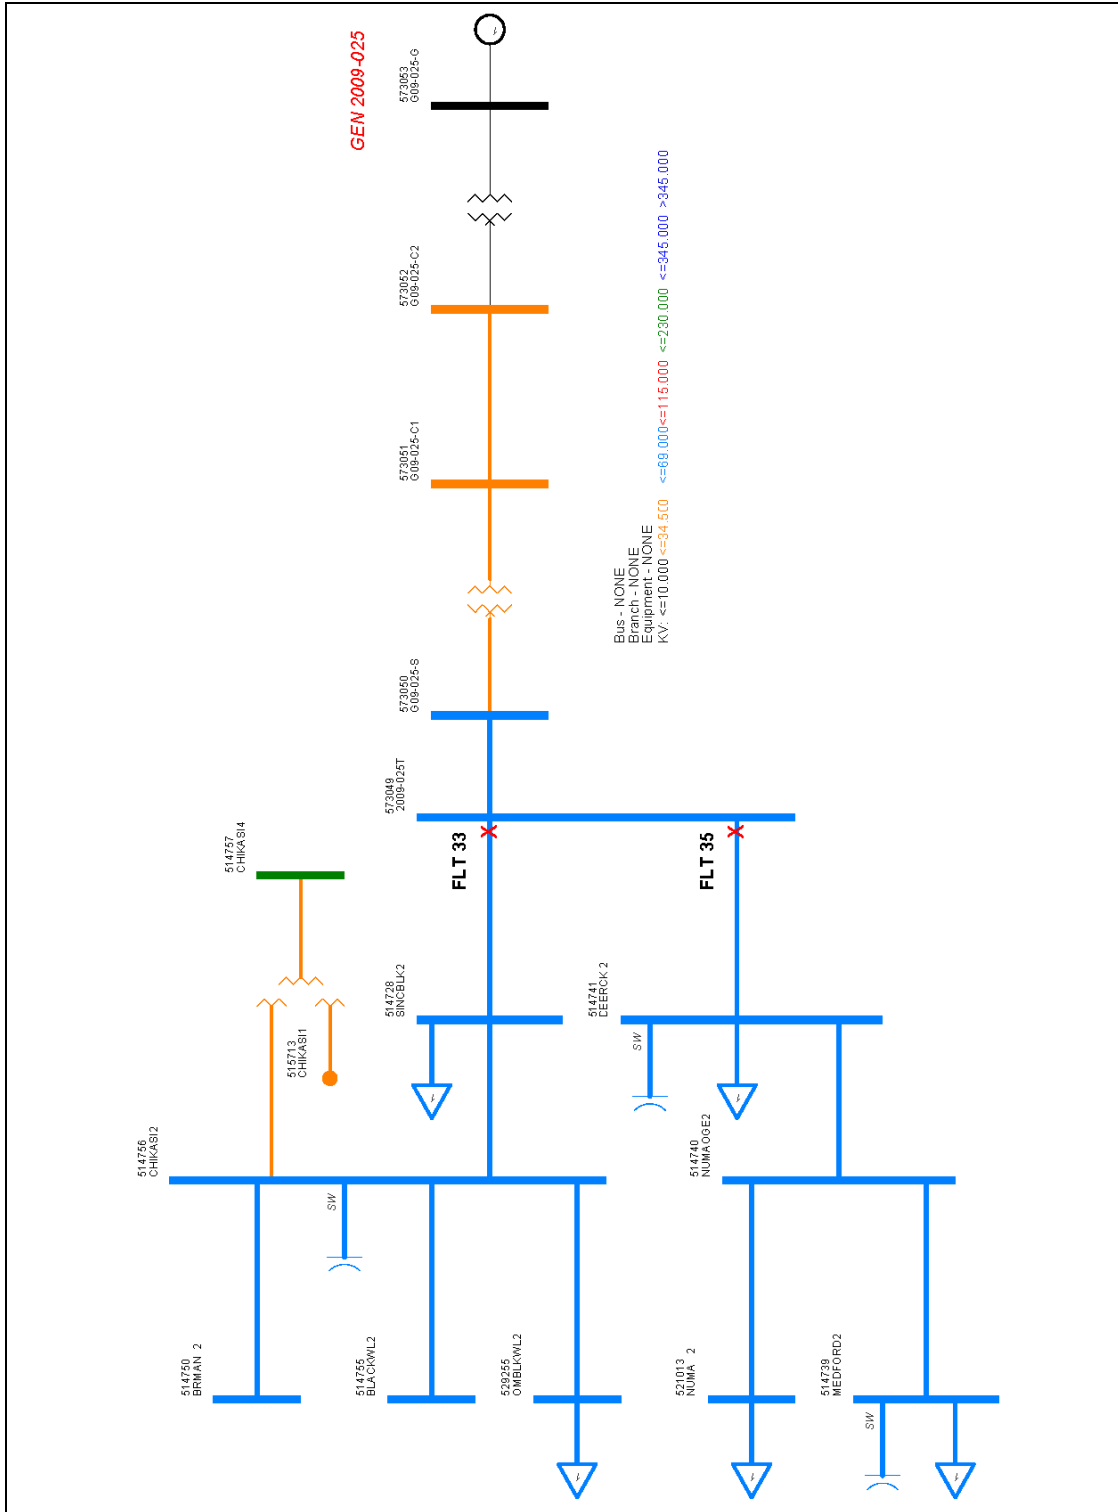 GEN 2009-025
573053
G09-025-G
573052
G09-025-C2
573051
G09-025-C1
573050
G09-025-S
573049
2009-025T
514757
CHIKASI4
FLT 33
FLT 35
514728
SINCBLK2
514741
DEERCK 2
SW
515713
CHIKASI1
514756
CHIKASI2
514740
NUMAOGE2
SW
514750
BRMAN 2
514755
BLACKWL2
529255
OMBLKWL2
521013
NUMA 2
514739
MEDFORD2
SW
Bus - NONE
Branch - NONE
Equipment - NONE
KV: <=10.000 <=34.500 <=69.000 <=115.000 <=230.000 <=345.000 >345.000